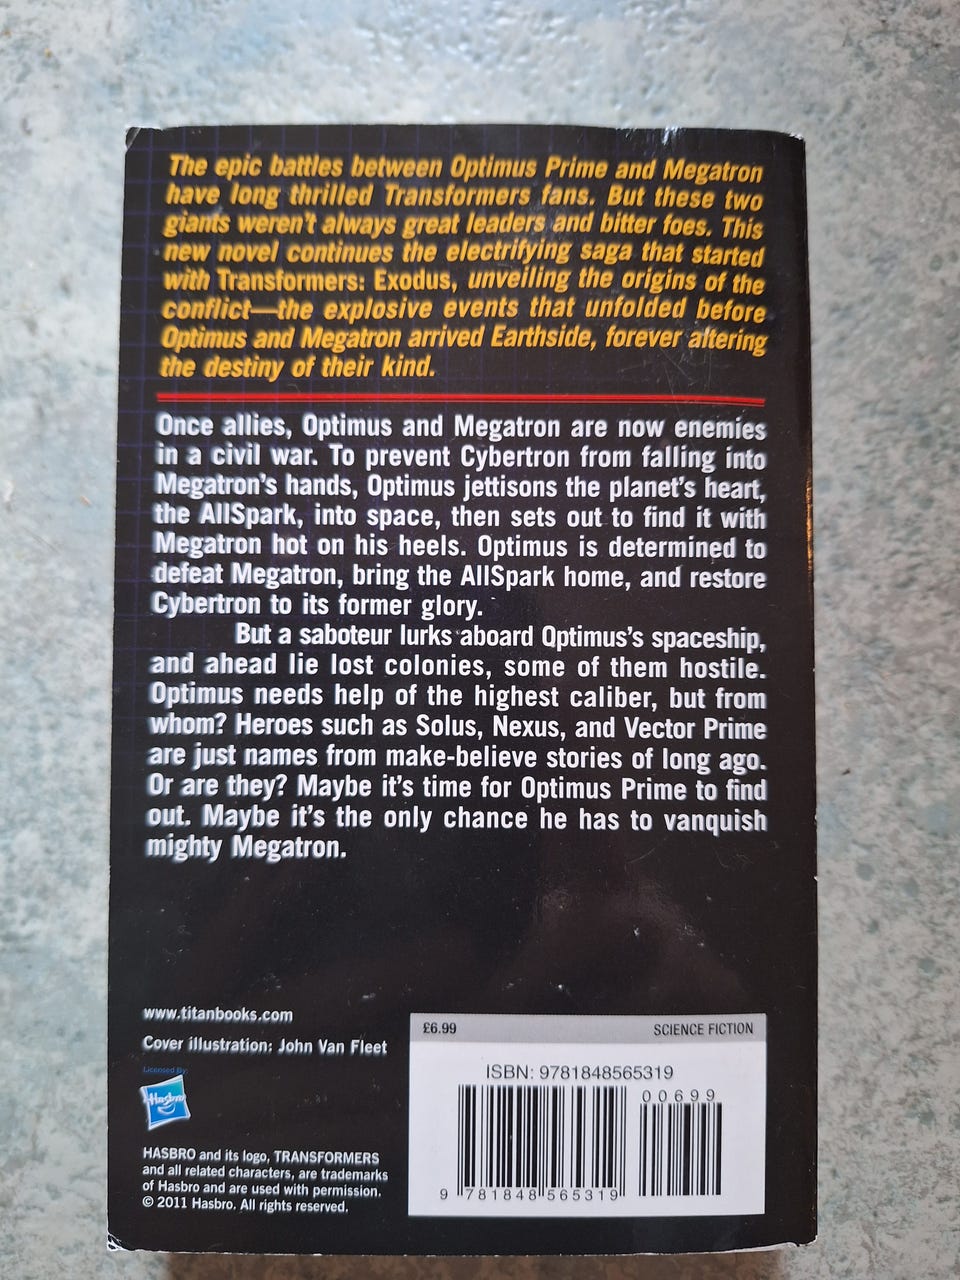 The epic battles between Optimus Prime and Megatron
have long thrilled Transformers fans. But these two
giants weren't always great leaders and bitter foes. This
new novel continues the electrifying saga that started
with Transformers: Exodus, unveiling the origins of the
conflict—the explosive events that unfolded before
Optimus and Megatron arrived Earthside, forever altering
the destiny of their kind.
Once allies, Optimus and Megatron are now enemies
in a civil war. To prevent Cybertron from falling into
Megatron's hands, Optimus jettisons the planet's heart,
the AllSpark, into space, then sets out to find it with
Megatron hot on his heels. Optimus is determined to
defeat Megatron, bring the AllSpark home, and restore
Cybertron to its former glory.
But a saboteur lurks aboard Optimus's spaceship,
and ahead lie lost colonies, some of them hostile.
Optimus needs help of the highest caliber, but from
whom? Heroes such as Solus, Nexus, and Vector Prime
are just names from make-believe stories of long ago.
Or are they? Maybe it's time for Optimus Prime to find
out. Maybe it's the only chance he has to vanquish
mighty Megatron.
www.titanbooks.com
Cover illustration: John Van Fleet
Licensed By:
Hasbro
HASBRO and its logo, TRANSFORMERS
and all related characters, are trademarks
of Hasbro and are used with permission.
© 2011 Hasbro. All rights reserved.
£6.99 SCIENCE FICTION
ISBN: 9781848565319
00699
9 781848 565319